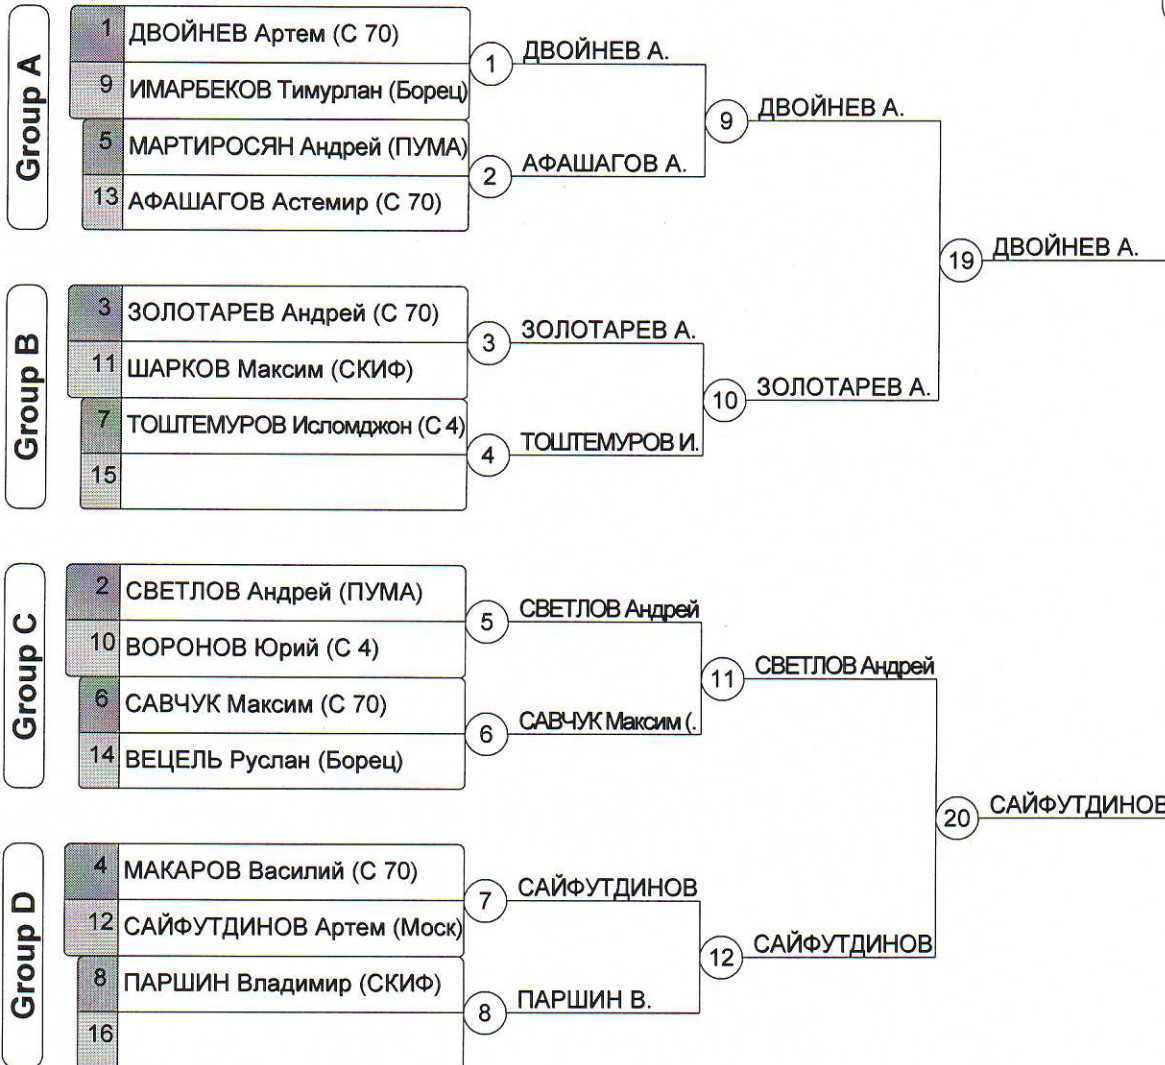 Group A
1 ДВОЙНЕВ Артем (С 70)
9 ИМАРБЕКОВ Тимурлан (Борец)
5 МАРТИРОСЯН Андрей (ПУМА)
13 АФАШАГОВ Астемир (С 70)
1 ДВОЙНЕВ А.
2 АФАШАГОВ А.
9 ДВОЙНЕВ А.
19 ДВОЙНЕВ А.
Group B
3 ЗОЛОТАРЕВ Андрей (С 70)
11 ШАРКОВ Максим (СКИФ)
7 ТОШТЕМУРОВ Исломджон (С 4)
15
3 ЗОЛОТАРЕВ А.
4 ТОШТЕМУРОВ И.
10 ЗОЛОТАРЕВ А.
Group C
2 СВЕТЛОВ Андрей (ПУМА)
10 ВОРОНОВ Юрий (С 4)
6 САВЧУК Максим (С 70)
14 ВЕЦЕЛЬ Руслан (Борец)
5 СВЕТЛОВ Андрей
6 САВЧУК Максим (.
11 СВЕТЛОВ Андрей
20 САЙФУТДИНОВ
Group D
4 МАКАРОВ Василий (С 70)
12 САЙФУТДИНОВ Артем (Моск)
8 ПАРШИН Владимир (СКИФ)
16
7 САЙФУТДИНОВ
8 ПАРШИН В.
12 САЙФУТДИНОВ